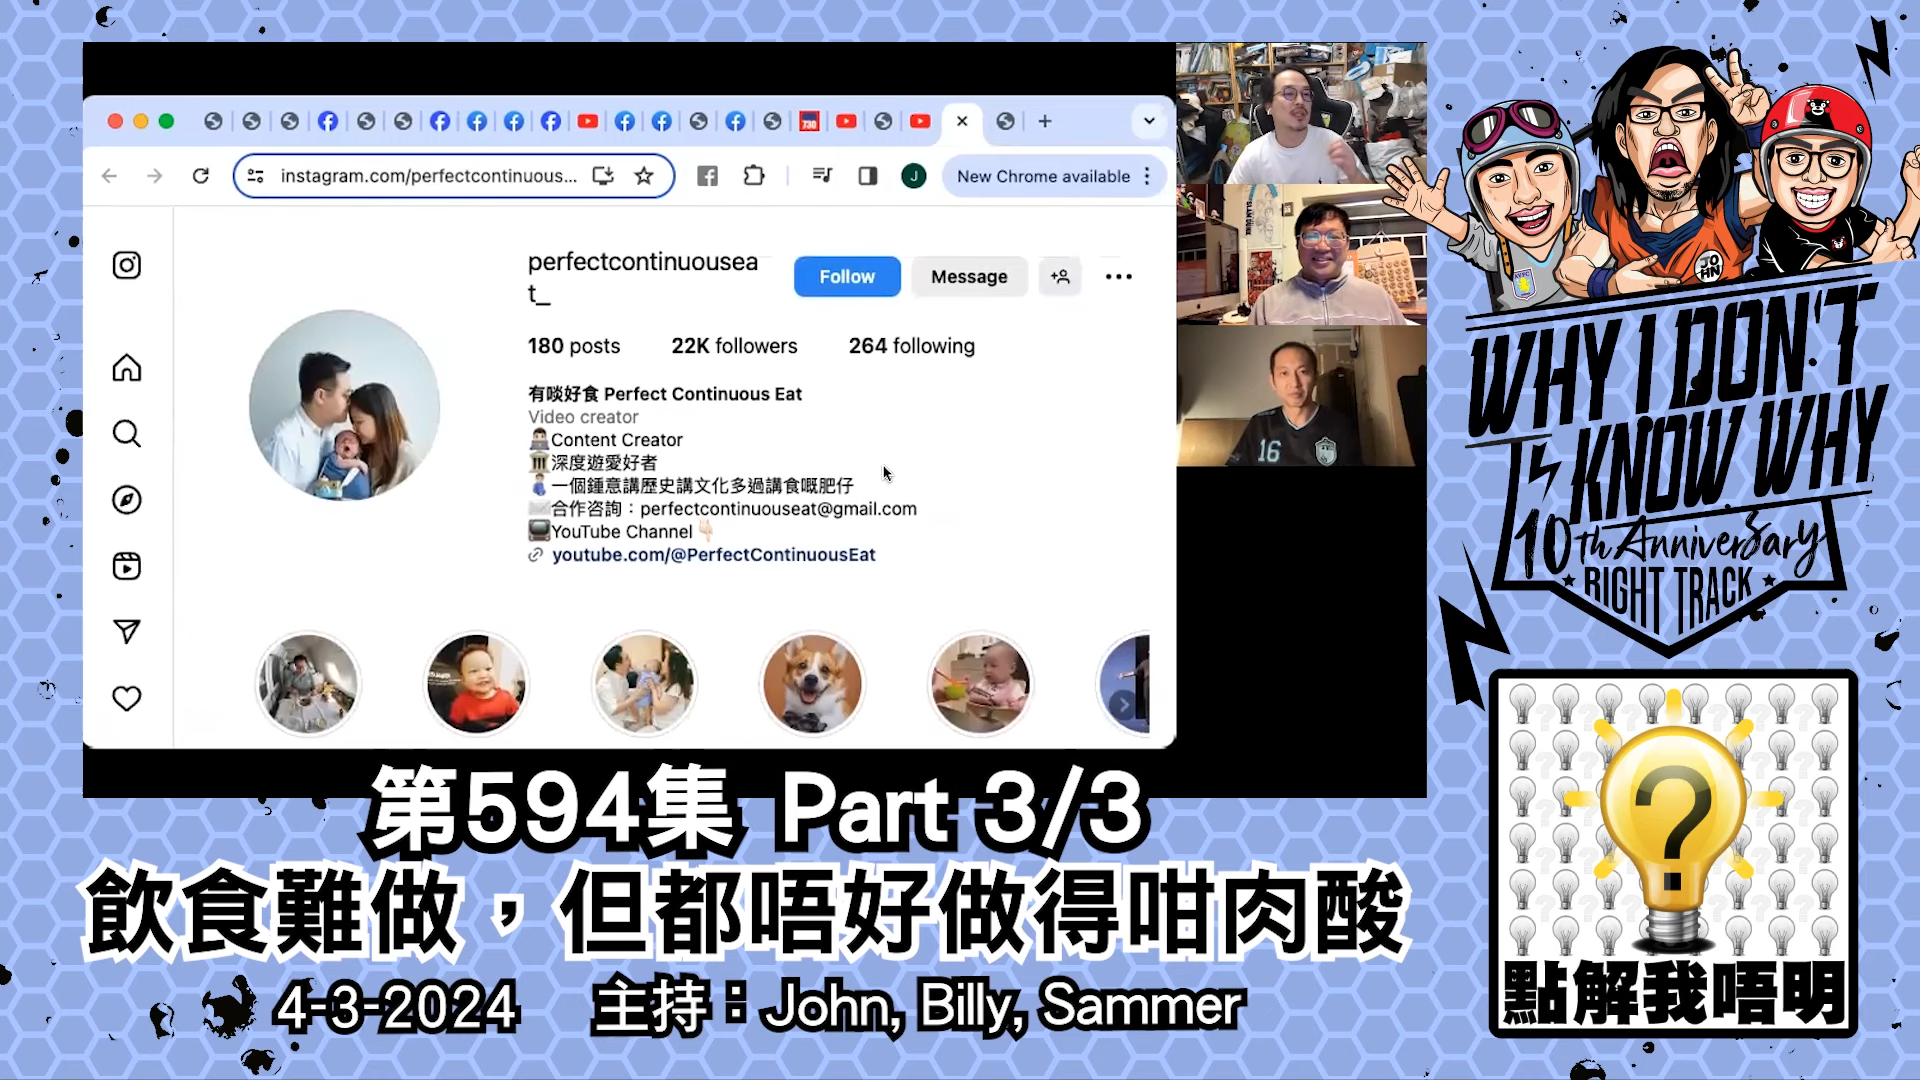 instagram.com/perfectcontinuous...
J
New Chrome available
perfectcontinuousea
t_
Follow
Message
180 posts
22K followers
264 following
有啖好食 Perfect Continuous Eat
Video creator
Content Creator
深度遊愛好者
一個鍾意講歷史講文化多過講食嘅肥仔
合作咨詢：perfectcontinuouseat@gmail.com
YouTube Channel
youtube.com/@PerfectContinuousEat
16
JOHN
WHY I DON'T
KNOW WHY
10th Anniversary
RIGHT TRACK
?
點解我唔明
第594集 Part 3/3
飲食難做，但都唔好做得咁肉酸
4-3-2024
主持：John, Billy, Sammer